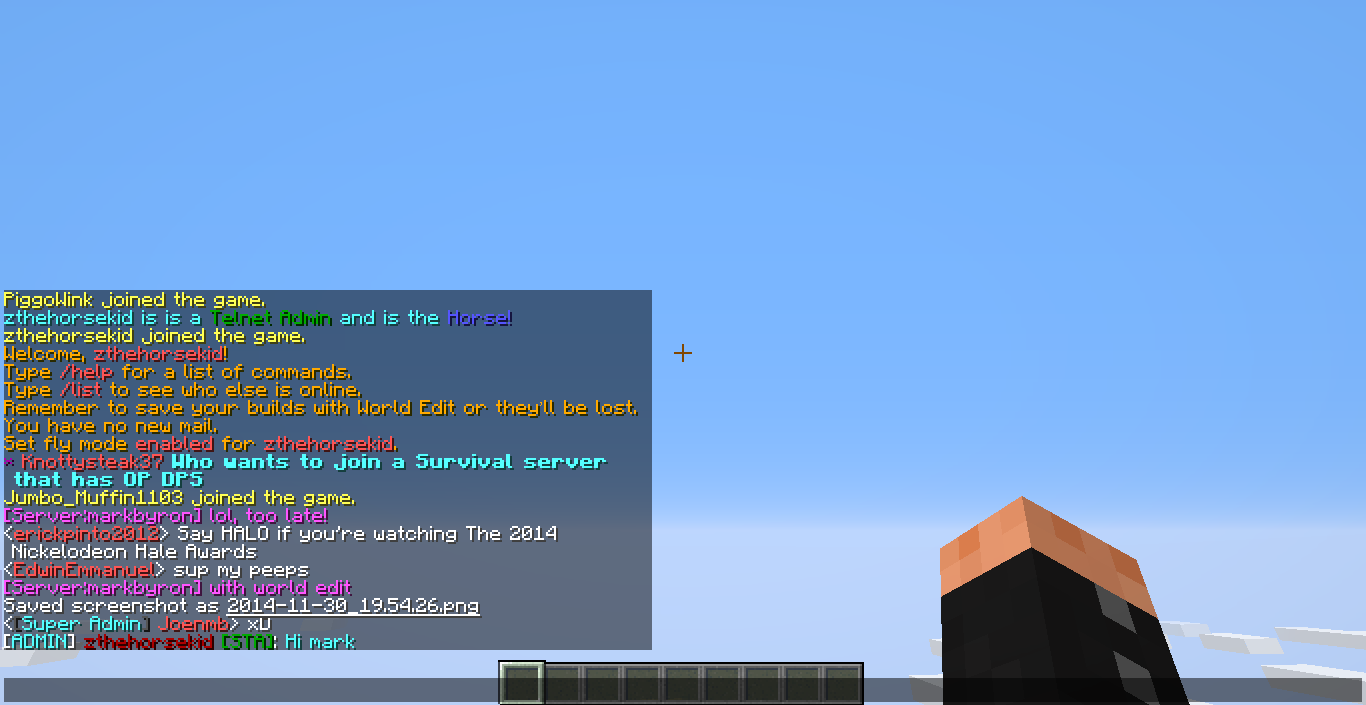 PiggoWink joined the game.
zthehorsekid is is a Telnet Admin and is the Horse!
zthehorsekid joined the game.
Welcome, zthehorsekid!
Type /help for a list of commands.
Type /list to see who else is online.
Remember to save your builds with World Edit or they'll be lost.
You have no new mail.
Set fly mode enabled for zthehorsekid.
* Knottysteak37 Who wants to join a Survival server
that has OP DPS
Jumbo_Muffin1103 joined the game.
[Server:markbyron] lol, too late!
<erickpinto2012> Say HALO if you're watching The 2014
Nickelodeon Hale Awards
<EdwinEmmanuel> sup my peeps
[Server:markbyron] with world edit
Saved screenshot as 2014-11-30_19.54.26.png
<[Super Admin] Joenmb> xD
[ADMIN] zthehorsekid [STA]: Hi mark